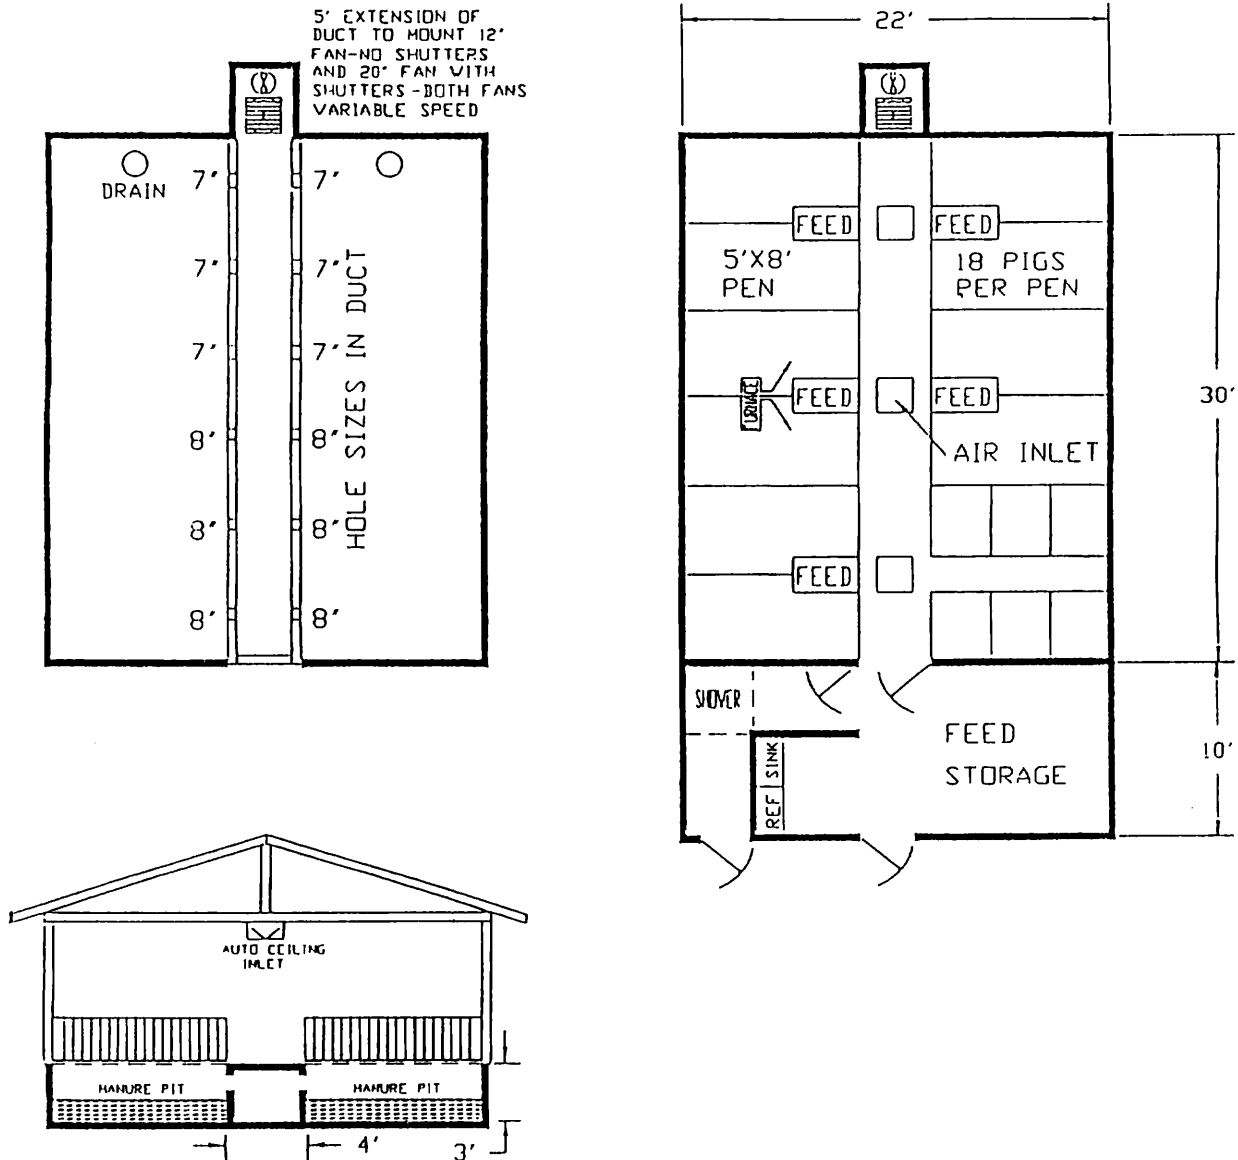 5' EXTENSION OF
DUCT TO MOUNT 12"
FAN-NO SHUTTERS
AND 20" FAN WITH
SHUTTERS-BOTH FANS
VARIABLE SPEED
DRAIN
7" 7"
7" 7"
7" 7"
8" 8"
8" 8"
8" 8"
HOLE SIZES IN DUCT
22'
FEED FEED
5'X8'
PEN
18 PIGS
PER PEN
FURNACE
FEED FEED
AIR INLET
FEED
30'
SHOWER
SINK
REF
FEED
STORAGE
10'
AUTO CEILING
INLET
MANURE PIT MANURE PIT
4'
3'